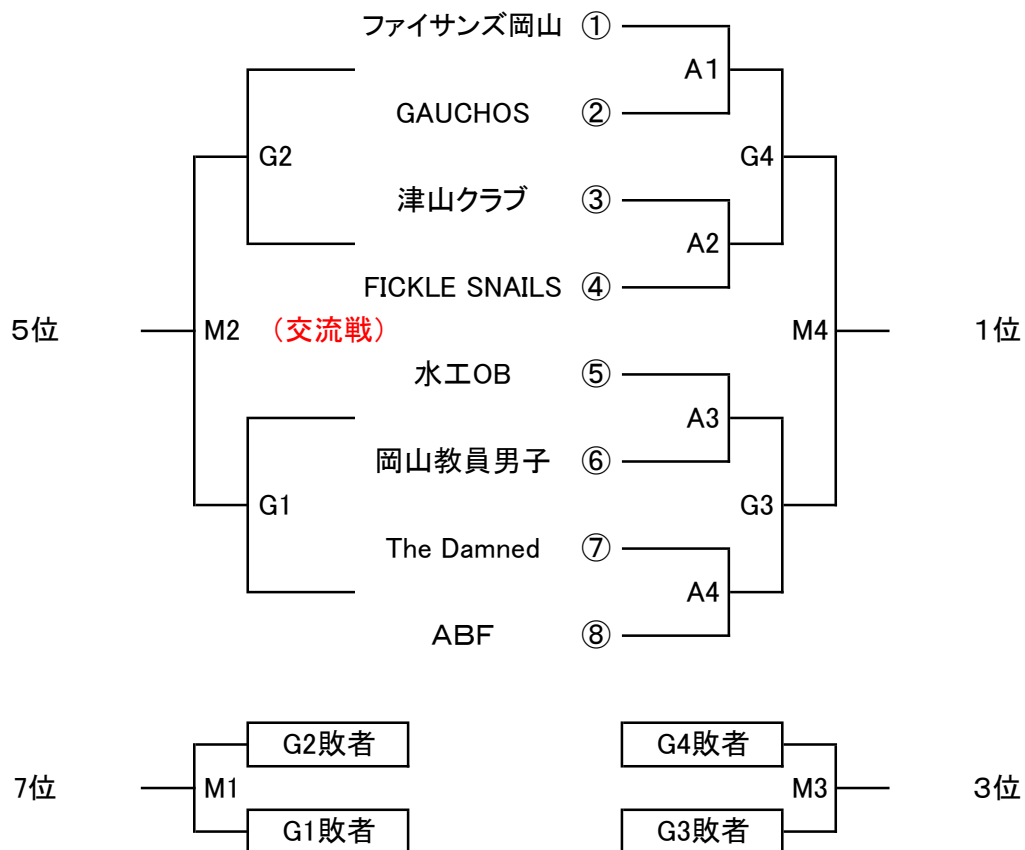 ファイサンズ岡山 ①
A1
GAUCHOS ②
G2
G4
津山クラブ ③
A2
FICKLE SNAILS ④
5位
M2 （交流戦）
M4
1位
水工OB ⑤
A3
岡山教員男子 ⑥
G1
G3
The Damned ⑦
A4
ABF ⑧
G2敗者
G4敗者
7位
M1
M3
3位
G1敗者
G3敗者